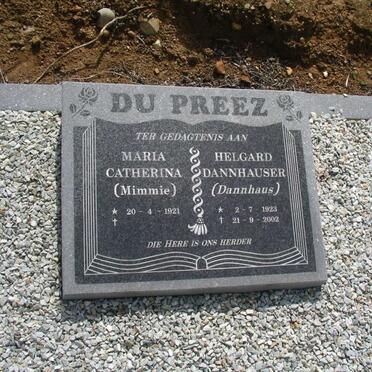 DU PREEZ
TER GEDAGTENIS AAN
MARIA
CATHERINA
(Mimmie)
★ 20 - 4 - 1921
†
HELGARD
DANNHAUSER
(Dannhaus)
★ 2 - 7 - 1923
† 21 - 9 - 2002
DIE HERE IS ONS HERDER